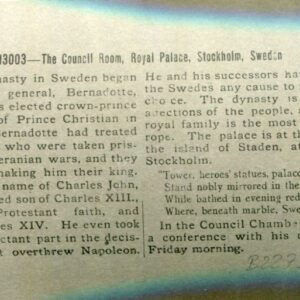 13003—The Council Room, Royal Palace, Stockholm, Sweden
nasty in Sweden began
general, Bernadotte,
s elected crown-prince
of Prince Christian in
ernadotte had treated
who were taken pris-
eranian wars, and they
making him their king.
name of Charles John,
ed son of Charles XIII.,
Protestant faith, and
les XIV. He even took
ctant part in the decis-
t overthrew Napoleon.
He and his successors ha
the Swedes any cause to
choice. The dynasty is
affections of the people, a
royal family is the most
rope. The palace is at th
the island of Staden, at
Stockholm.
"Tower, heroes' statues, palace
Stand nobly mirrored in the
While bathed in evening red
Where, beneath marble, Swe
In the Council Chamb
a conference with his c
Friday morning.